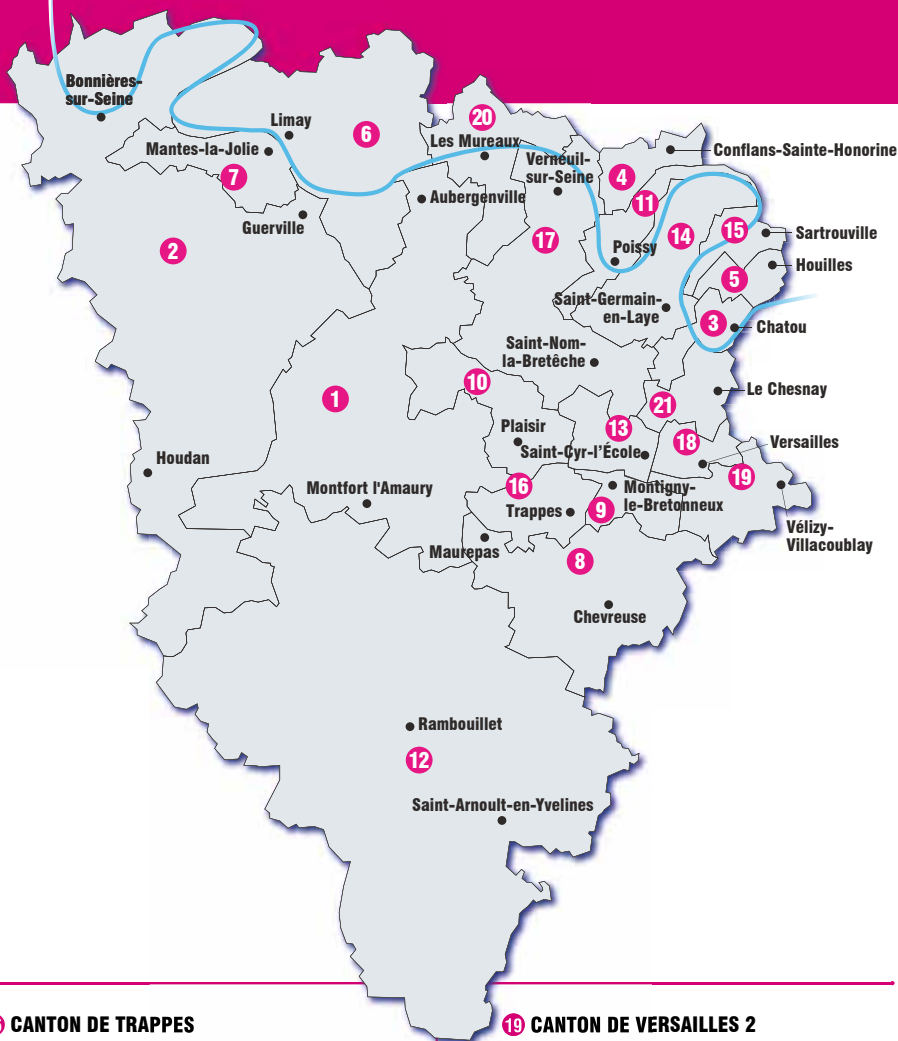 Bonnières-
sur-Seine
Limay
6
20
Les Mureaux
Mantes-la-Jolie
7
Verneuil-
sur-Seine
Conflans-Sainte-Honorine
4
11
Aubergenville
Guerville
2
17
14
15
Sartrouville
Poissy
Houilles
5
Saint-Germain-
en-Laye
3
Chatou
Saint-Nom-
la-Bretêche
10
1
Le Chesnay
21
Plaisir
13
18
Versailles
Saint-Cyr-l'École
Houdan
19
16
Montfort l'Amaury
Montigny-
le-Bretonneux
Trappes
9
Vélizy-
Villacoublay
Maurepas
8
Chevreuse
Rambouillet
12
Saint-Arnoult-en-Yvelines
CANTON DE TRAPPES
19 CANTON DE VERSAILLES 2